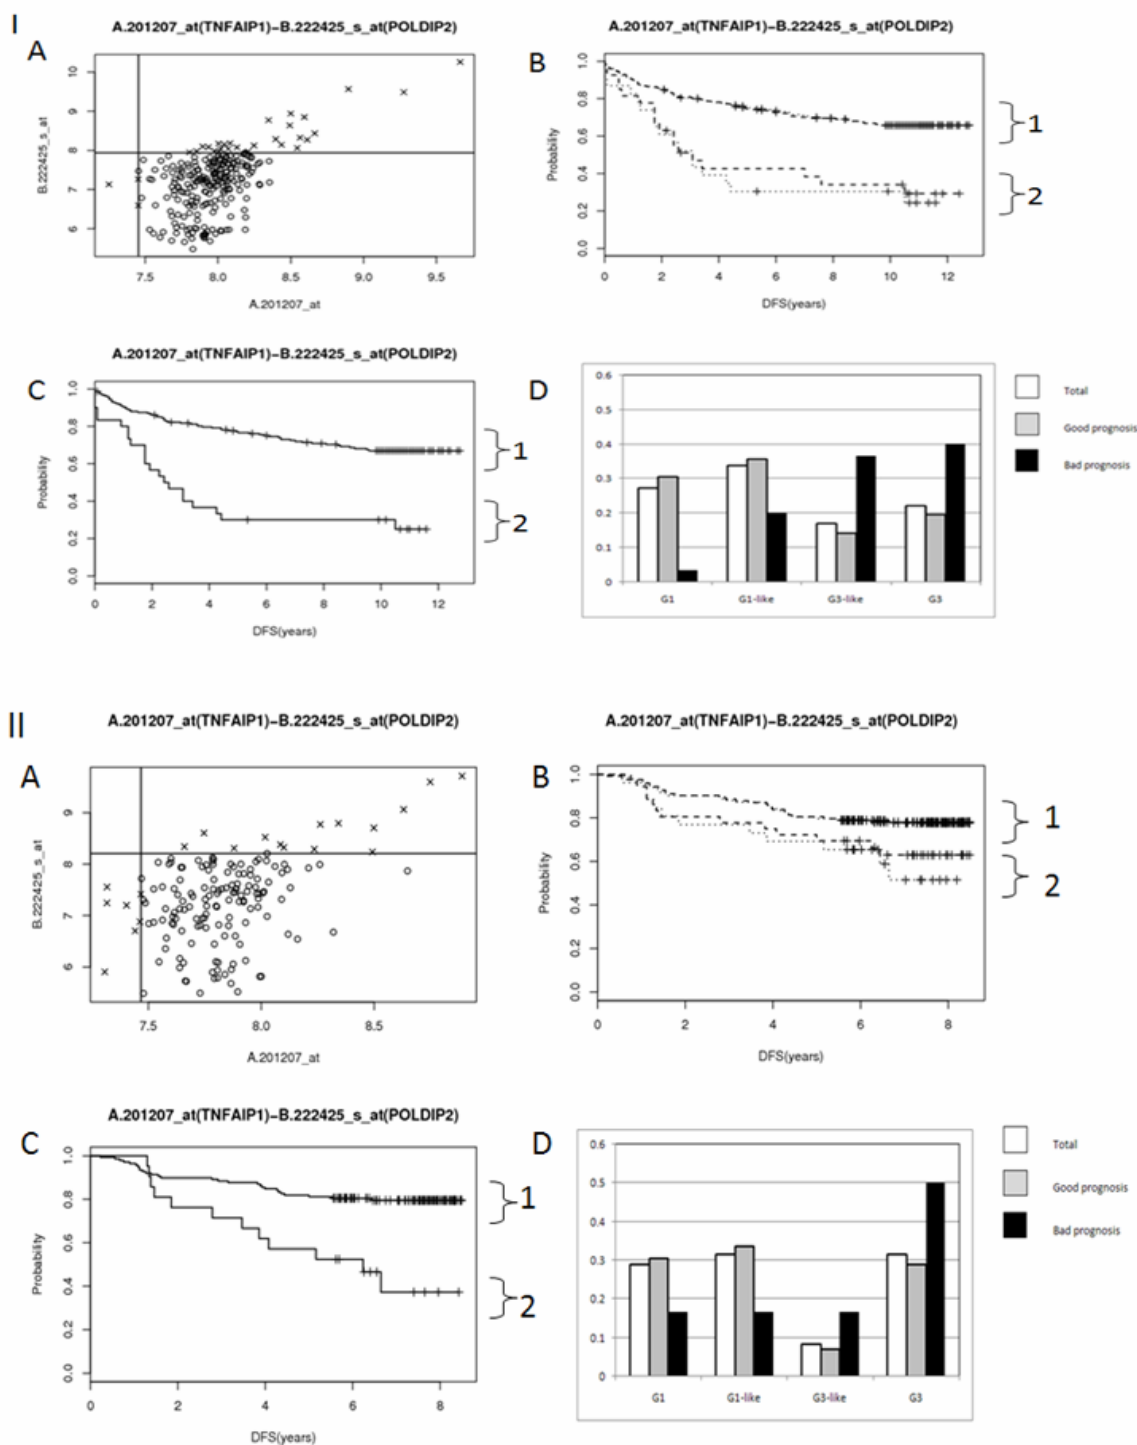 I
A.201207_at(TNFAIP1)-B.222425_s_at(POLDIP2)
A
B.222425_s_at
10
9
8
7
6
7.5 8.0 8.5 9.0 9.5
A.201207_at
A.201207_at(TNFAIP1)-B.222425_s_at(POLDIP2)
B
Probability
1.0
0.8
0.6
0.4
0.2
0.0
0 2 4 6 8 10 12
DFS(years)
1
2
A.201207_at(TNFAIP1)-B.222425_s_at(POLDIP2)
C
Probability
1.0
0.8
0.6
0.4
0.2
0.0
0 2 4 6 8 10 12
DFS(years)
1
2
D
0.6
0.5
0.4
0.3
0.2
0.1
0
G1 G1-like G3-like G3
Total
Good prognosis
Bad prognosis
II
A.201207_at(TNFAIP1)-B.222425_s_at(POLDIP2)
A
B.222425_s_at
9
8
7
6
7.5 8.0 8.5
A.201207_at
A.201207_at(TNFAIP1)-B.222425_s_at(POLDIP2)
B
Probability
1.0
0.8
0.6
0.4
0.2
0.0
0 2 4 6 8
DFS(years)
1
2
A.201207_at(TNFAIP1)-B.222425_s_at(POLDIP2)
C
Probability
1.0
0.8
0.6
0.4
0.2
0.0
0 2 4 6 8
DFS(years)
1
2
D
0.6
0.5
0.4
0.3
0.2
0.1
0
G1 G1-like G3-like G3
Total
Good prognosis
Bad prognosis